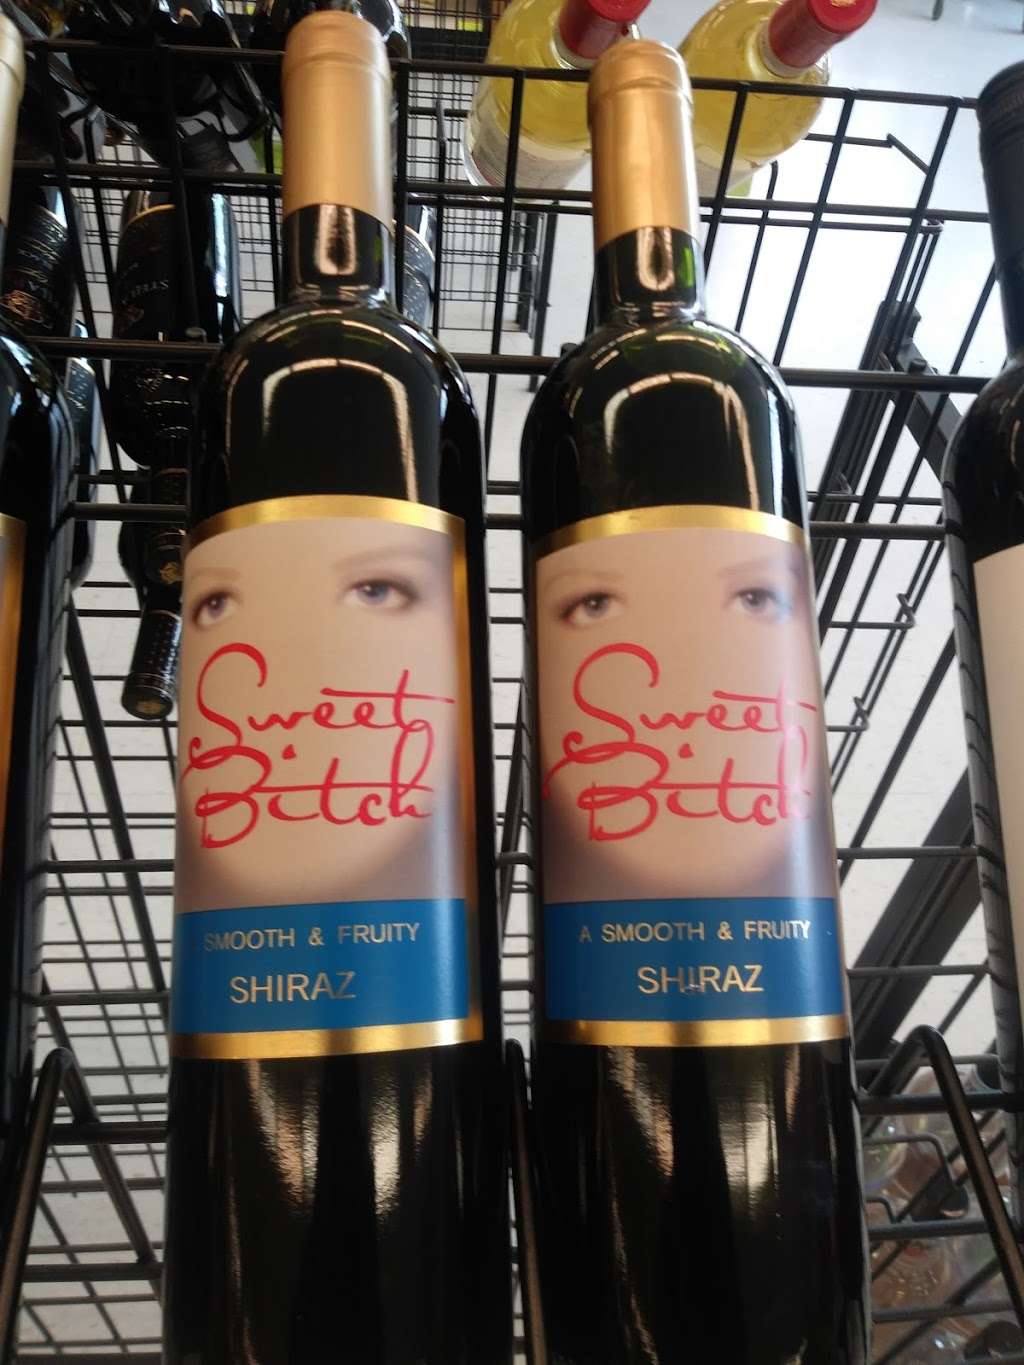 Sweet
Bitch
SMOOTH & FRUITY
SHIRAZ
Sweet
Bitch
A SMOOTH & FRUITY
SHIRAZ